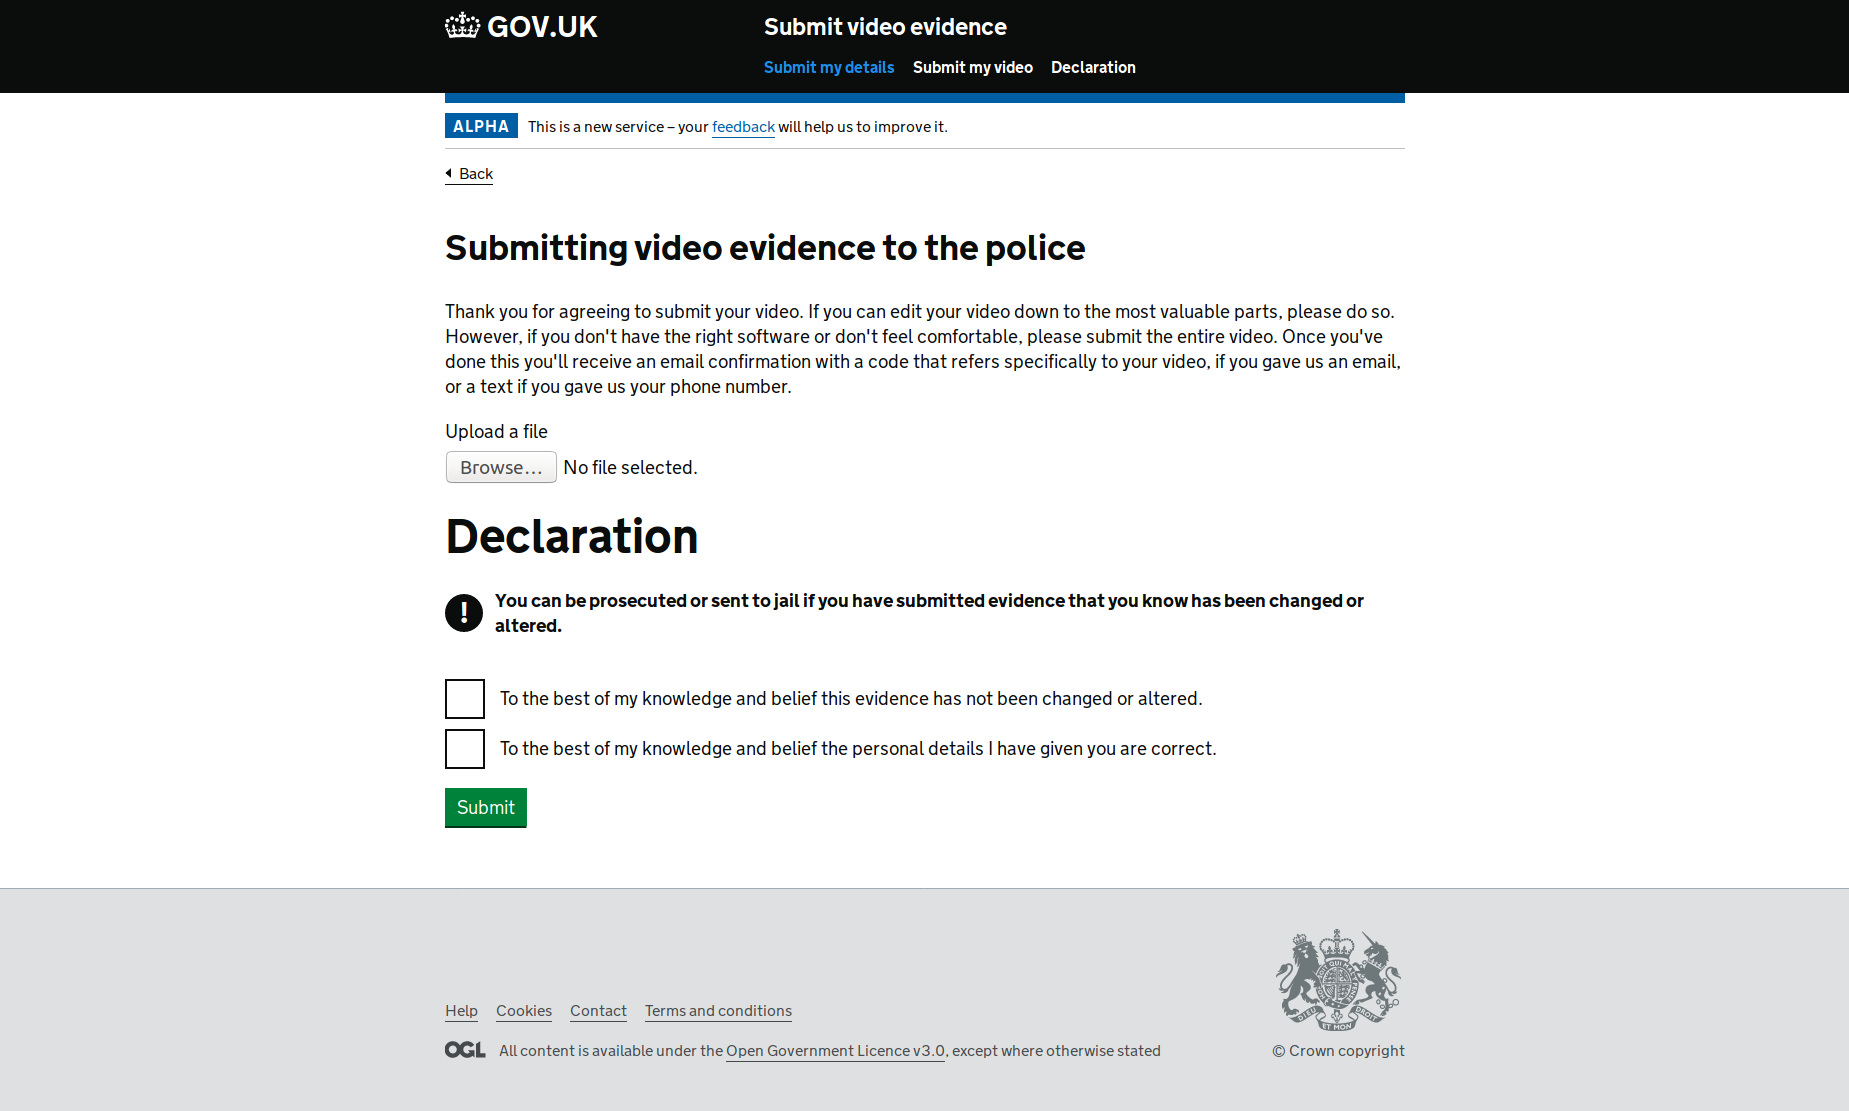 GOV.UK
Submit video evidence
Submit my details Submit my video Declaration
ALPHA This is a new service – your feedback will help us to improve it.
Back
Submitting video evidence to the police
Thank you for agreeing to submit your video. If you can edit your video down to the most valuable parts, please do so.
However, if you don't have the right software or don't feel comfortable, please submit the entire video. Once you've
done this you'll receive an email confirmation with a code that refers specifically to your video, if you gave us an email,
or a text if you gave us your phone number.
Upload a file
Browse... No file selected.
Declaration
! You can be prosecuted or sent to jail if you have submitted evidence that you know has been changed or
altered.
To the best of my knowledge and belief this evidence has not been changed or altered.
To the best of my knowledge and belief the personal details I have given you are correct.
Submit
DIEU ET MON DROIT
Help Cookies Contact Terms and conditions
OGL All content is available under the Open Government Licence v3.0, except where otherwise stated
© Crown copyright